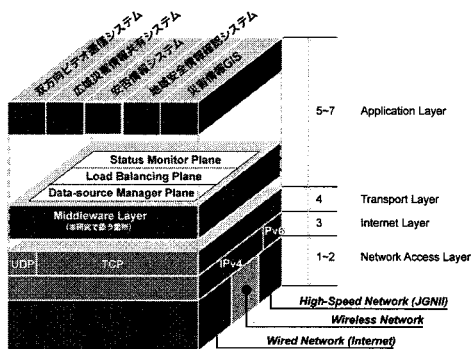 双方向ビデオ通信システム
広域災害情報共有システム
安否情報システム
地域安全情報確認システム
災害情報GIS
5~7 Application Layer
Status Monitor Plane
Load Balancing Plane
Data-source Manager Plane
Middleware Layer
4 Transport Layer
3 Internet Layer
UDP TCP IPv4 IPv6
1~2 Network Access Layer
High-Speed Network (JGNII)
Wireless Network
Wired Network (Internet)